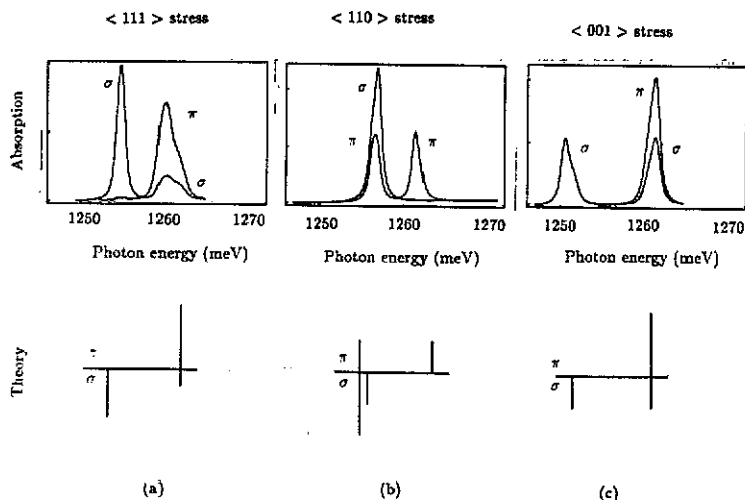 < 111 > stress
< 110 > stress
< 001 > stress
Absorption
σ
π
σ
σ
π
π
π
σ
σ
1250 1260 1270
1250 1260 1270
1250 1260 1270
Photon energy (meV)
Photon energy (meV)
Photon energy (meV)
Theory
σ
π
σ
π
σ
(a)
(b)
(c)